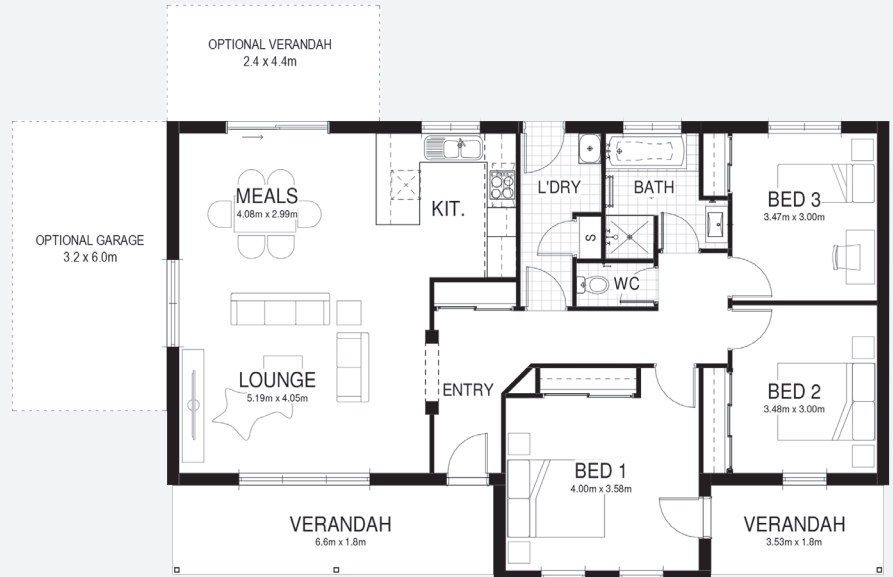 OPTIONAL VERANDAH
2.4 x 4.4m
MEALS
4.08m x 2.99m
KIT.
L'DRY
BATH
BED 3
3.47m x 3.00m
OPTIONAL GARAGE
3.2 x 6.0m
S
WC
LOUNGE
5.19m x 4.05m
ENTRY
BED 2
3.48m x 3.00m
BED 1
4.00m x 3.58m
VERANDAH
6.6m x 1.8m
VERANDAH
3.53m x 1.8m